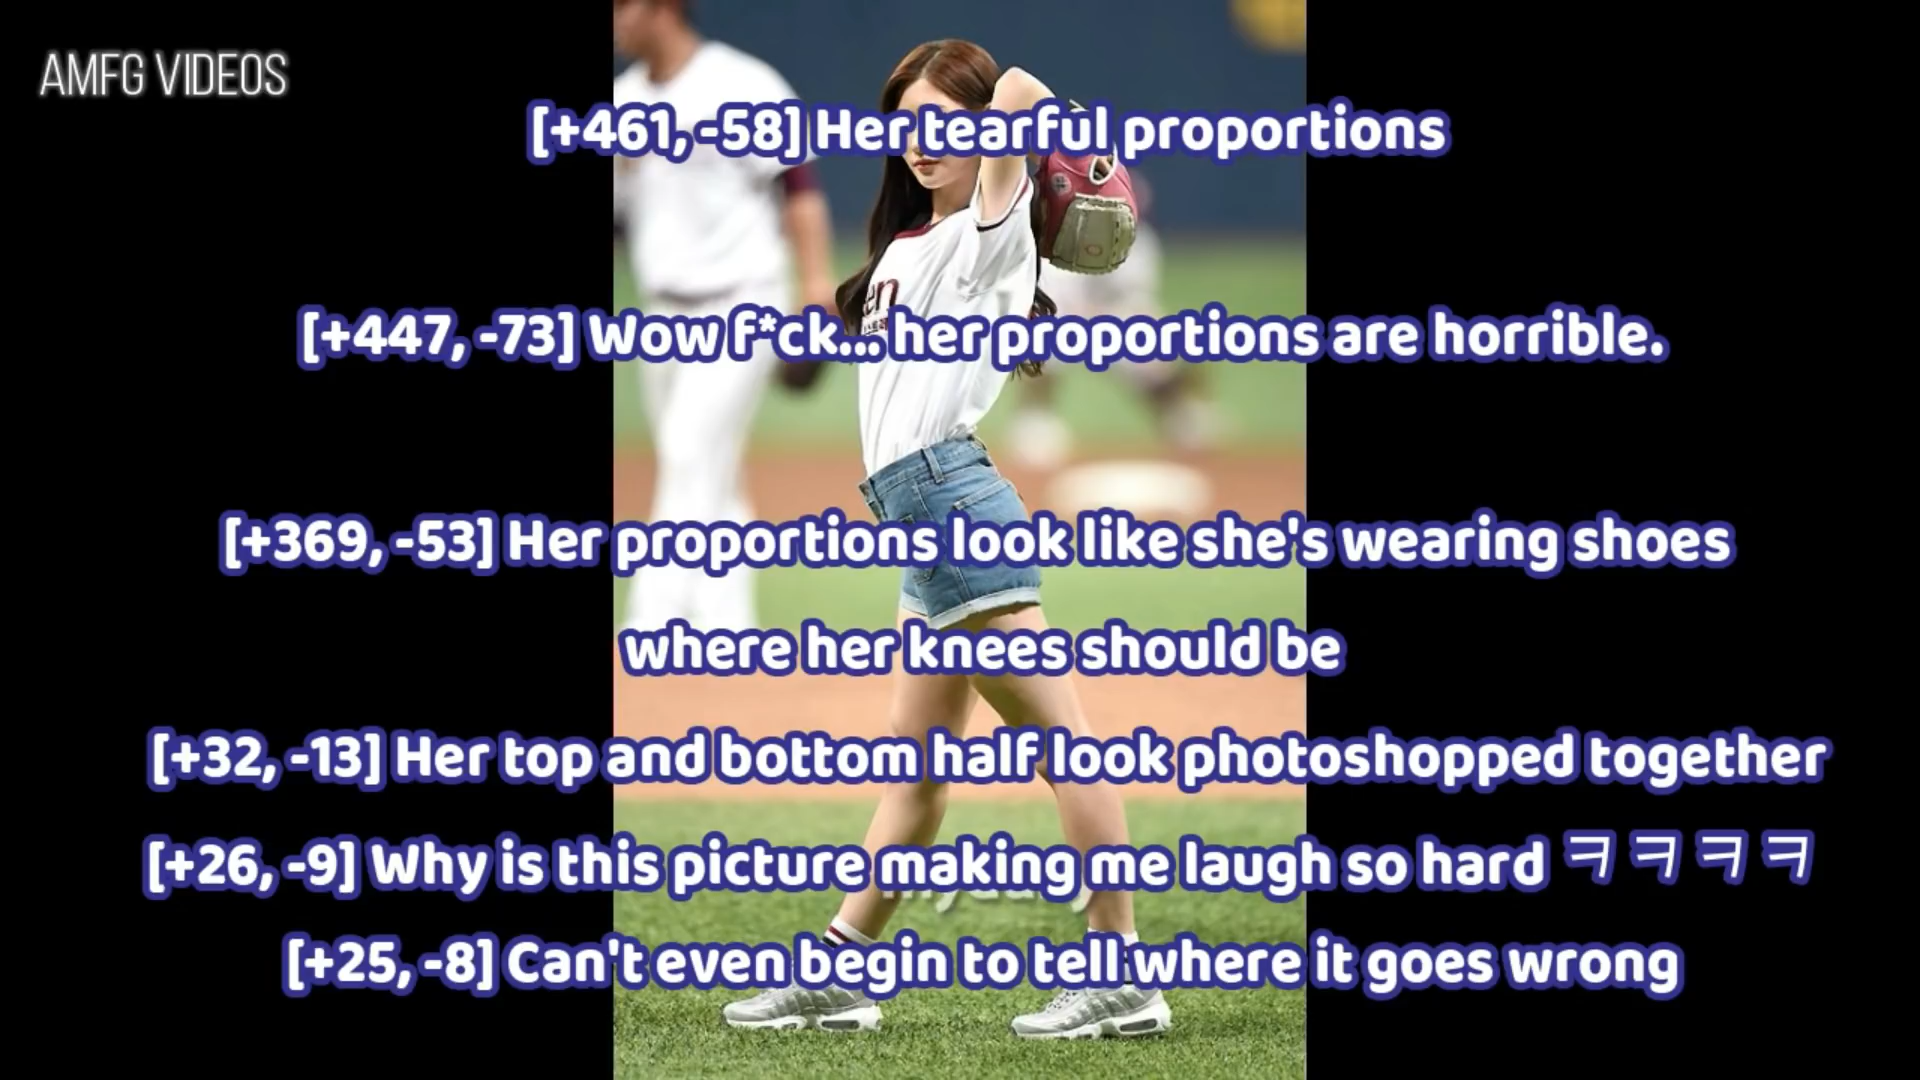 AMFG VIDEOS
[+461, -58] Her tearful proportions
[+447, -73] Wow f*ck... her proportions are horrible.
[+369, -53] Her proportions look like she's wearing shoes
where her knees should be
[+32, -13] Her top and bottom half look photoshopped together
[+26, -9] Why is this picture making me laugh so hard ㅋㅋㅋㅋ
[+25, -8] Can't even begin to tell where it goes wrong